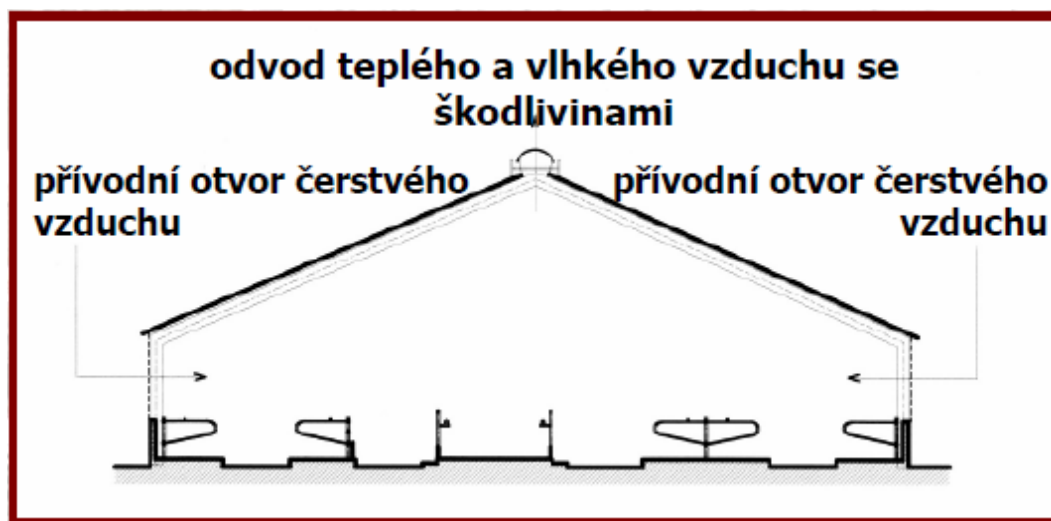 odvod teplého a vlhkého vzduchu se
škodlivinami
přívodní otvor čerstvého
vzduchu
přívodní otvor čerstvého
vzduchu